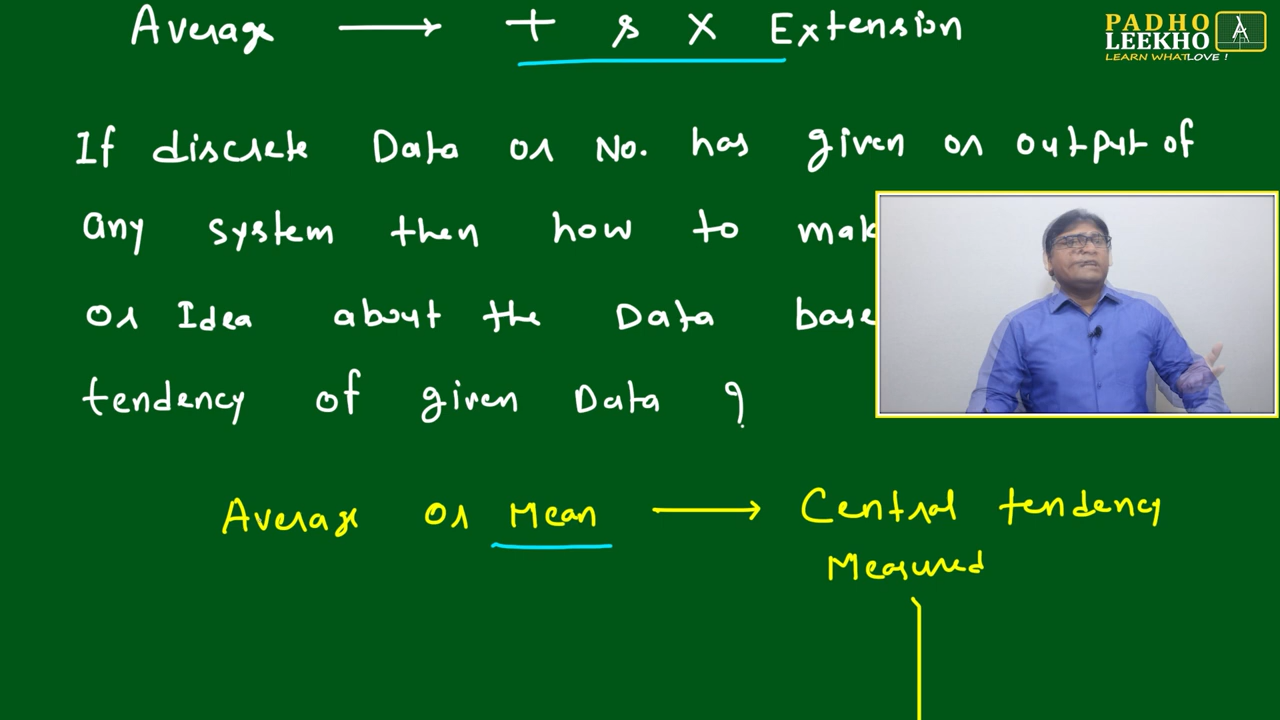 Average → + & X Extension
PADHO
LEEKHO
LEARN WHAT LOVE !
If discrete Data or No. has given or output of
any system then how to mak
or Idea about the Data base
tendency of given Data ?
Average or Mean → Central tendency
Measured